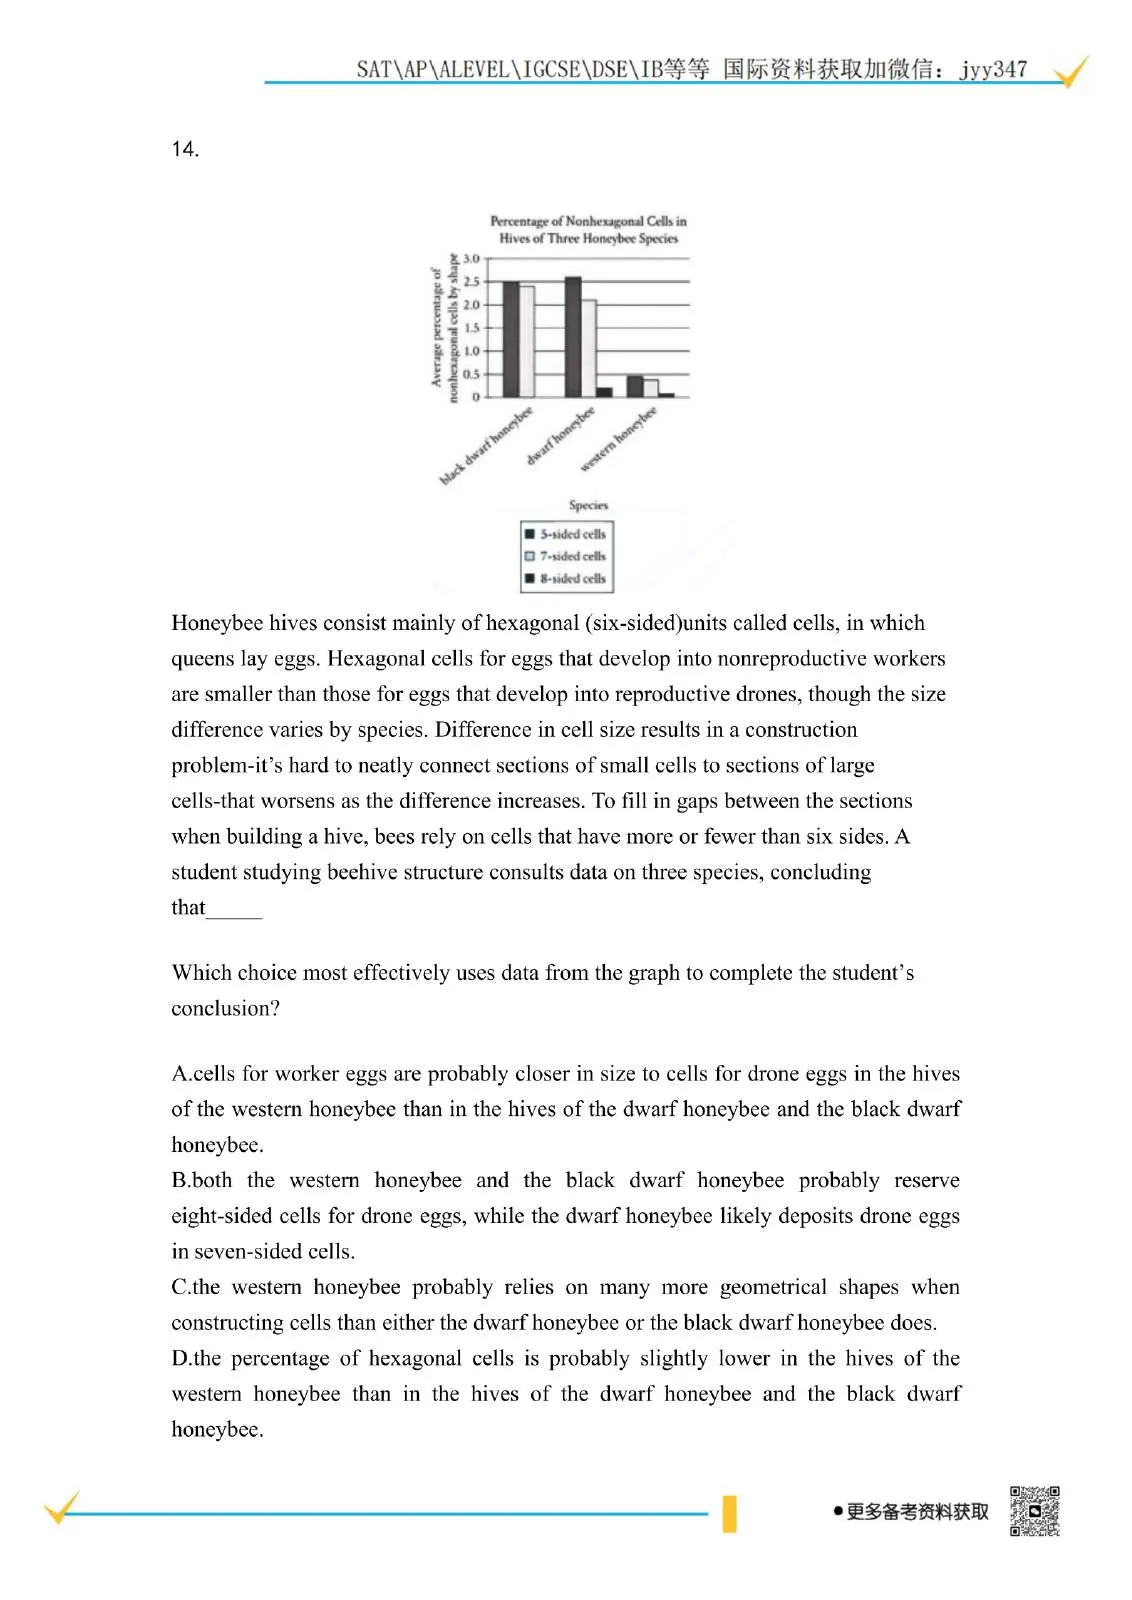 SAT\AP\ALEVEL\IGCSE\DSE\IB等等 国际资料获取加微信：jyy347
14.
Percentage of Nonhexagonal Cells in
Hives of Three Honeybee Species
Average percentage of
nonhexagonal cells by shape
3.0
2.5
2.0
1.5
1.0
0.5
0
black dwarf honeybee
dwarf honeybee
western honeybee
Species
5-sided cells
7-sided cells
8-sided cells
Honeybee hives consist mainly of hexagonal (six-sided)units called cells, in which
queens lay eggs. Hexagonal cells for eggs that develop into nonreproductive workers
are smaller than those for eggs that develop into reproductive drones, though the size
difference varies by species. Difference in cell size results in a construction
problem-it’s hard to neatly connect sections of small cells to sections of large
cells-that worsens as the difference increases. To fill in gaps between the sections
when building a hive, bees rely on cells that have more or fewer than six sides. A
student studying beehive structure consults data on three species, concluding
that_____
Which choice most effectively uses data from the graph to complete the student’s
conclusion?
A.cells for worker eggs are probably closer in size to cells for drone eggs in the hives
of the western honeybee than in the hives of the dwarf honeybee and the black dwarf
honeybee.
B.both the western honeybee and the black dwarf honeybee probably reserve
eight-sided cells for drone eggs, while the dwarf honeybee likely deposits drone eggs
in seven-sided cells.
C.the western honeybee probably relies on many more geometrical shapes when
constructing cells than either the dwarf honeybee or the black dwarf honeybee does.
D.the percentage of hexagonal cells is probably slightly lower in the hives of the
western honeybee than in the hives of the dwarf honeybee and the black dwarf
honeybee.
●更多备考资料获取